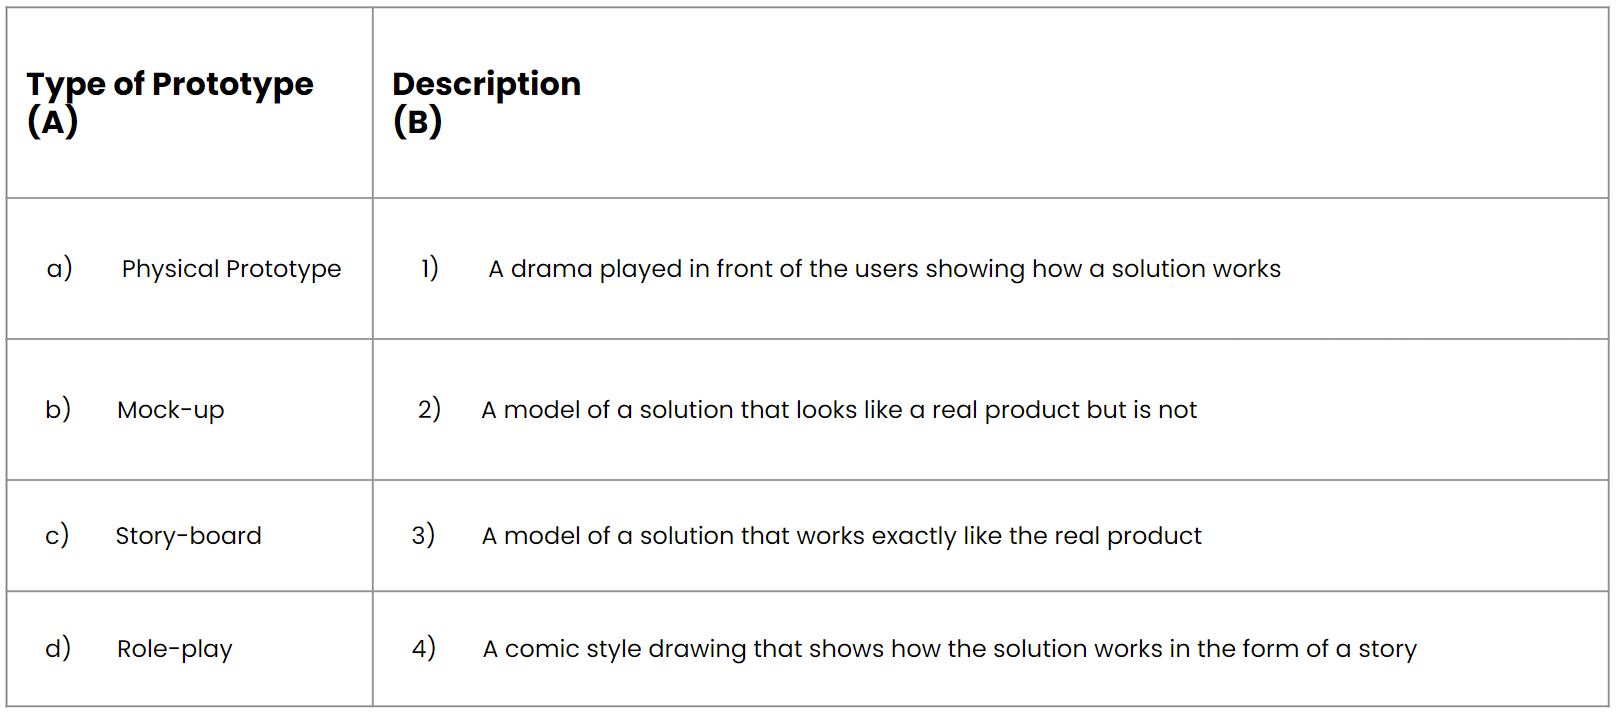 Type of Prototype
(A)
Description
(B)
a) Physical Prototype
1) A drama played in front of the users showing how a solution works
b) Mock-up
2) A model of a solution that looks like a real product but is not
c) Story-board
3) A model of a solution that works exactly like the real product
d) Role-play
4) A comic style drawing that shows how the solution works in the form of a story